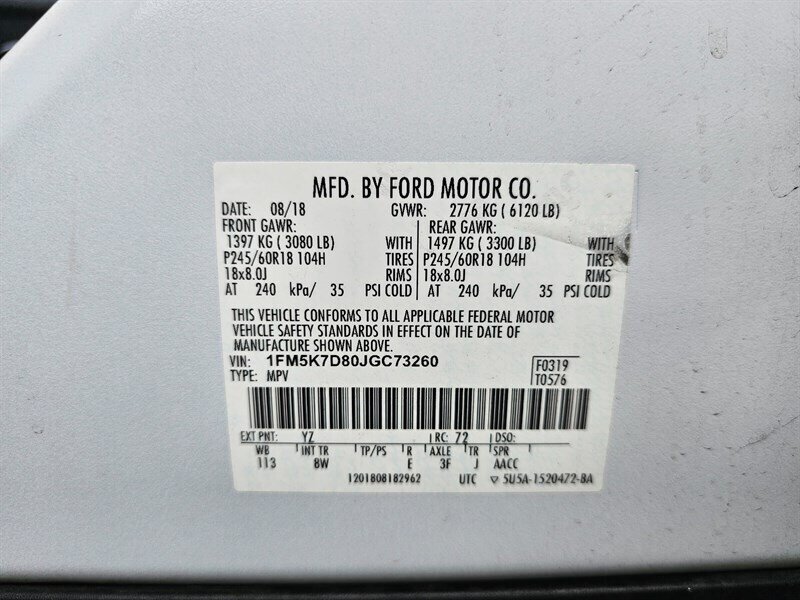 MFD. BY FORD MOTOR CO.
DATE: 08/18 GVWR: 2776 KG ( 6120 LB)
FRONT GAWR: REAR GAWR:
1397 KG ( 3080 LB) WITH 1497 KG ( 3300 LB) WITH
P245/60R18 104H TIRES P245/60R18 104H TIRES
18x8.0J RIMS 18x8.0J RIMS
AT 240 kPa/ 35 PSI COLD AT 240 kPa/ 35 PSI COLD
THIS VEHICLE CONFORMS TO ALL APPLICABLE FEDERAL MOTOR
VEHICLE SAFETY STANDARDS IN EFFECT ON THE DATE OF
MANUFACTURE SHOWN ABOVE.
VIN: 1FM5K7D80JGC73260 F0319
TYPE: MPV T0576
EXT PNT: YZ RC: 72 DSO:
WB INT TR TP/PS R AXLE TR SPR
113 BW E 3F J AACC
1201808182962 UTC ▽ 5U5A-1520472-BA